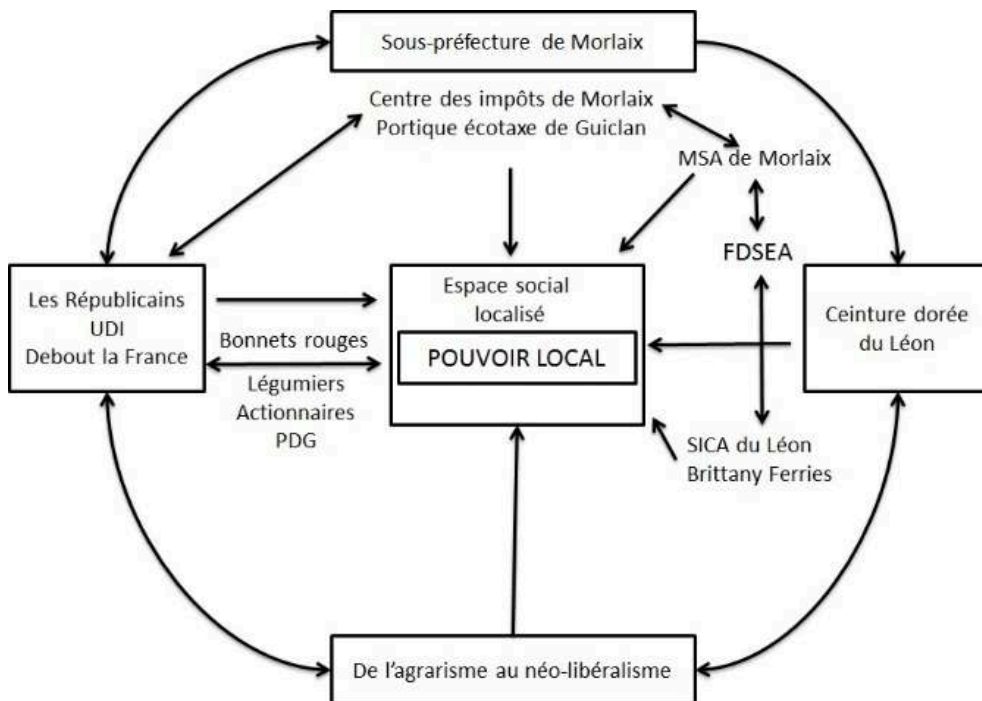 Sous-préfecture de Morlaix
Centre des impôts de Morlaix
Portique écotaxe de Guiclan
MSA de Morlaix
FDSEA
Les Républicains
UDI
Debout la France
Bonnets rouges
Légumiers
Actionnaires
PDG
Espace social
localisé
POUVOIR LOCAL
Ceinture dorée
du Léon
SICA du Léon
Brittany Ferries
De l'agrarisme au néo-libéralisme